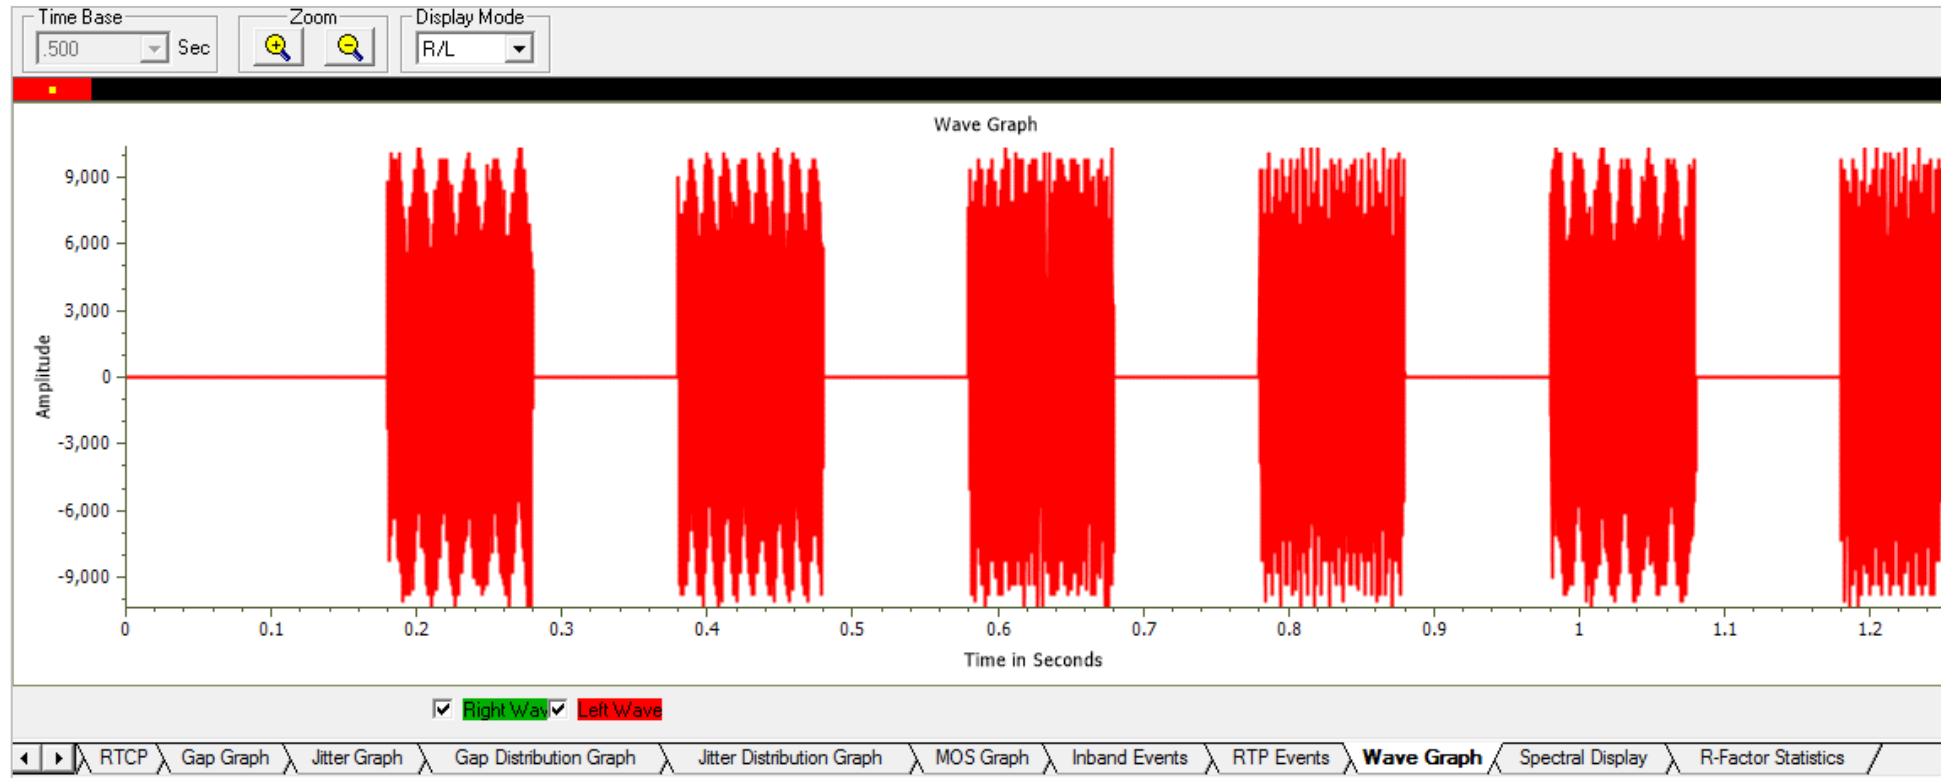 Time Base Zoom Display Mode
.500 Sec R/L
Wave Graph
9,000
6,000
3,000
0
-3,000
-6,000
-9,000
Amplitude
0 0.1 0.2 0.3 0.4 0.5 0.6 0.7 0.8 0.9 1 1.1 1.2
Time in Seconds
Right Wav Left Wave
RTCP Gap Graph Jitter Graph Gap Distribution Graph Jitter Distribution Graph MOS Graph Inband Events RTP Events Wave Graph Spectral Display R-Factor Statistics